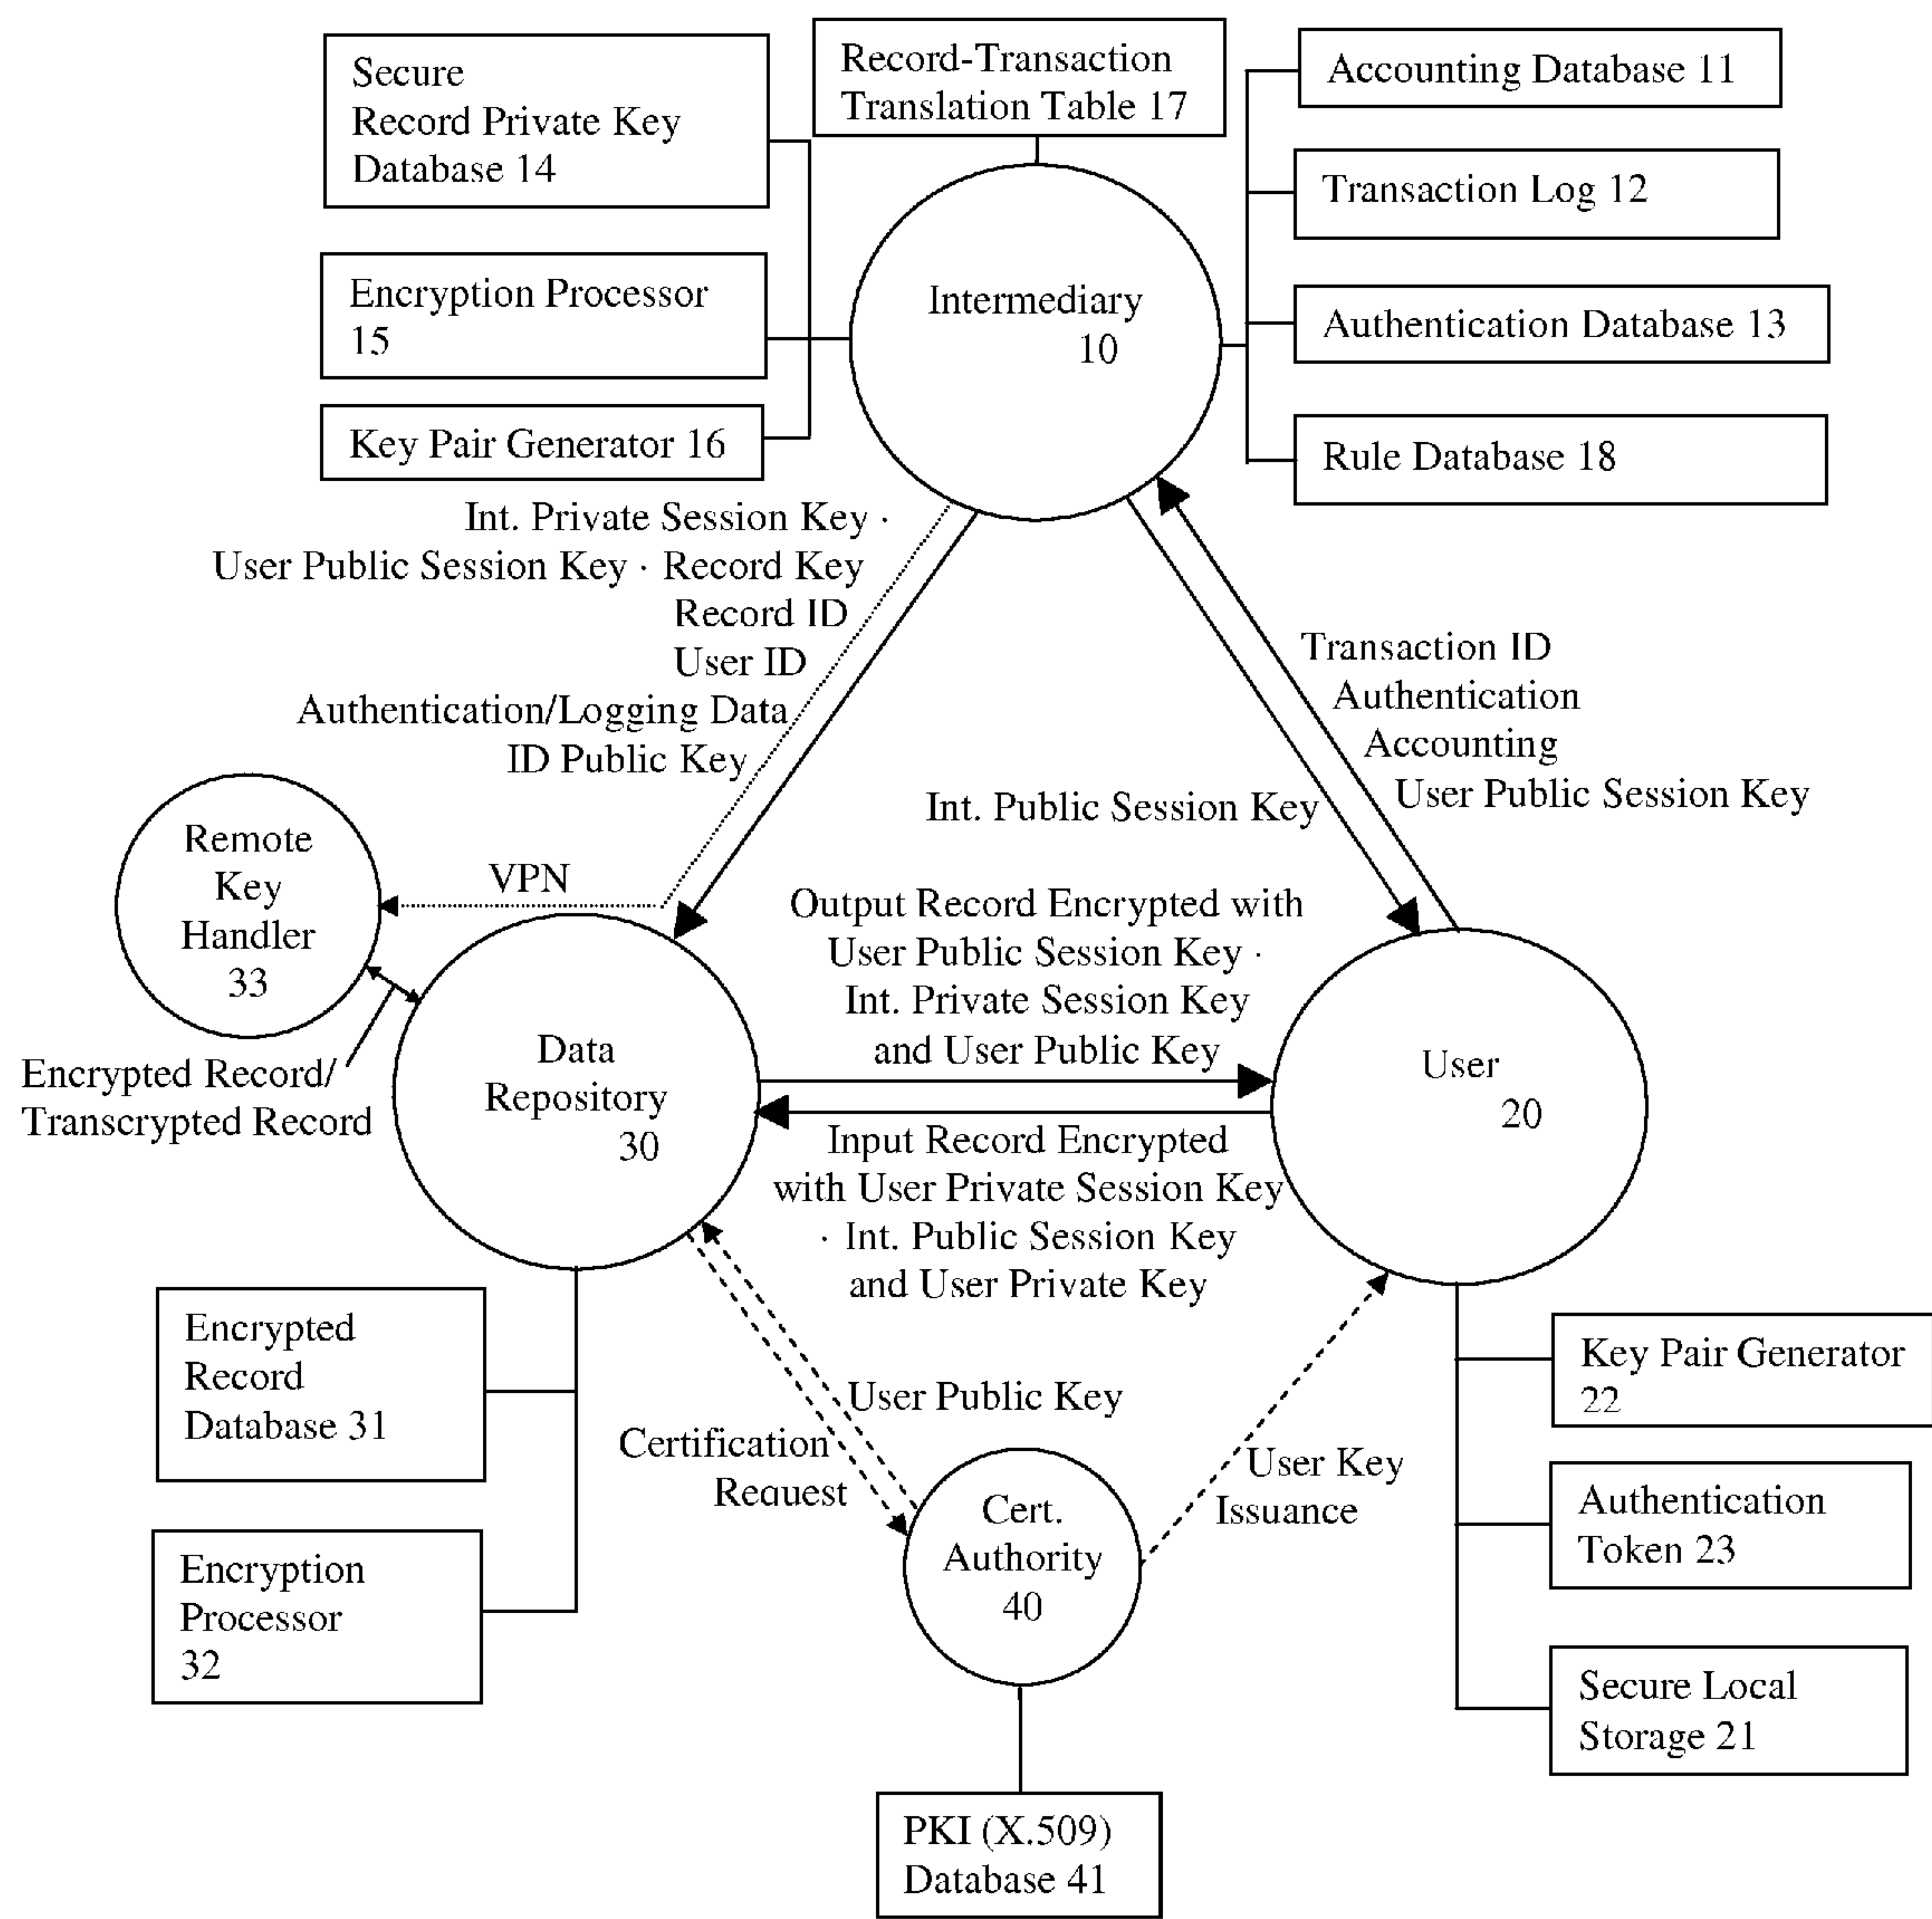 Secure
Record Private Key
Database 14
Record-Transaction
Translation Table 17
Accounting Database 11
Transaction Log 12
Authentication Database 13
Rule Database 18
Encryption Processor
15
Key Pair Generator 16
Intermediary
10
Int. Private Session Key ·
User Public Session Key · Record Key
Record ID
User ID
Authentication/Logging Data
ID Public Key
Transaction ID
Authentication
Accounting
User Public Session Key
Int. Public Session Key
Remote
Key
Handler
33
VPN
Encrypted Record/
Transcrypted Record
Data
Repository
30
Output Record Encrypted with
User Public Session Key ·
Int. Private Session Key
and User Public Key
User
20
Input Record Encrypted
with User Private Session Key
· Int. Public Session Key
and User Private Key
Encrypted
Record
Database 31
Encryption
Processor
32
User Public Key
Certification
Request
Cert.
Authority
40
User Key
Issuance
Key Pair Generator
22
Authentication
Token 23
Secure Local
Storage 21
PKI (X.509)
Database 41